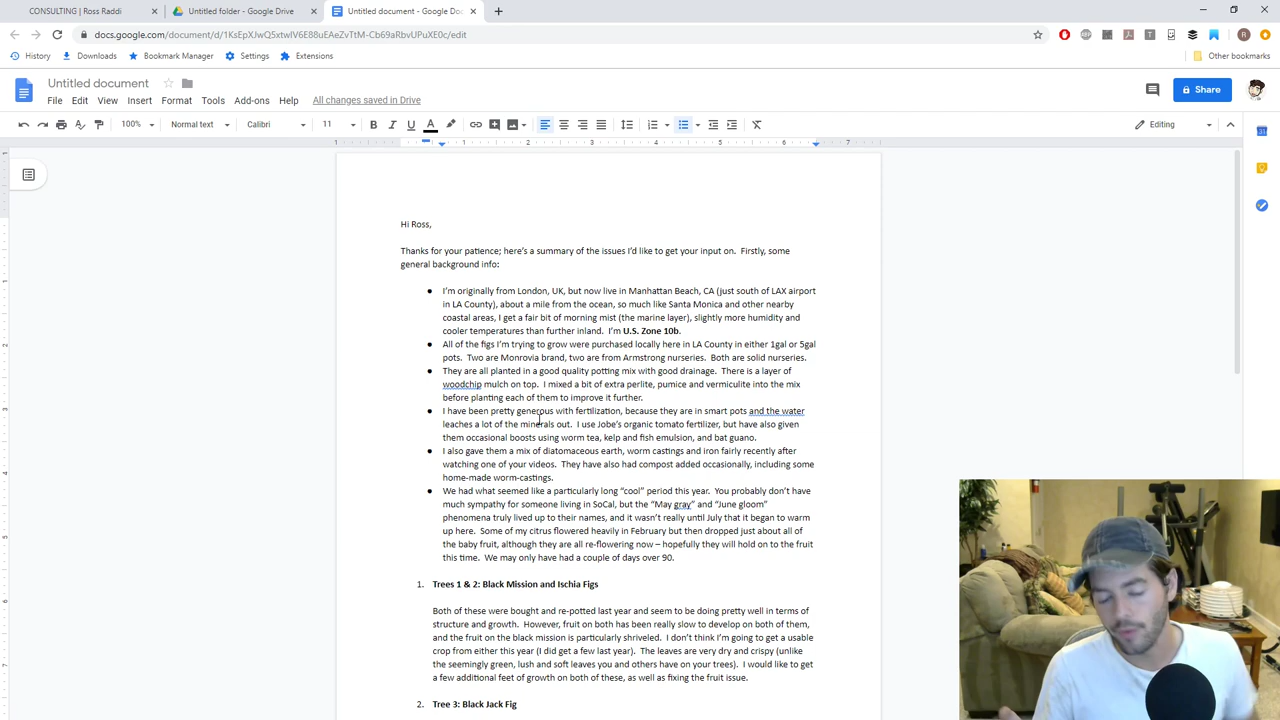 CONSULTING | Ross Raddi
Untitled folder - Google Drive
Untitled document - Google Doc
docs.google.com/document/d/1KsEpXJwQ5xtwIV6E88uEAeZvTtM-Cb69aRbvUPuXE0c/edit
History Downloads Bookmark Manager Settings Extensions Other bookmarks
Untitled document
File Edit View Insert Format Tools Add-ons Help All changes saved in Drive
Share
100% Normal text Calibri 11 Editing
Hi Ross,
Thanks for your patience; here's a summary of the issues I'd like to get your input on. Firstly, some
general background info:
● I'm originally from London, UK, but now live in Manhattan Beach, CA (just south of LAX airport
in LA County), about a mile from the ocean, so much like Santa Monica and other nearby
coastal areas, I get a fair bit of morning mist (the marine layer), slightly more humidity and
cooler temperatures than further inland. I'm U.S. Zone 10b.
● All of the figs I'm trying to grow were purchased locally here in LA County in either 1gal or 5gal
pots. Two are Monrovia brand, two are from Armstrong nurseries. Both are solid nurseries.
● They are all planted in a good quality potting mix with good drainage. There is a layer of
woodchip mulch on top. I mixed a bit of extra perlite, pumice and vermiculite into the mix
before planting each of them to improve it further.
● I have been pretty generous with fertilization, because they are in smart pots and the water
leaches a lot of the minerals out. I use Jobe's organic tomato fertilizer, but have also given
them occasional boosts using worm tea, kelp and fish emulsion, and bat guano.
● I also gave them a mix of diatomaceous earth, worm castings and iron fairly recently after
watching one of your videos. They have also had compost added occasionally, including some
home-made worm-castings.
● We had what seemed like a particularly long "cool" period this year. You probably don't have
much sympathy for someone living in SoCal, but the "May gray" and "June gloom"
phenomena truly lived up to their names, and it wasn't really until July that it began to warm
up here. Some of my citrus flowered heavily in February but then dropped just about all of
the baby fruit, although they are all re-flowering now – hopefully they will hold on to the fruit
this time. We may only have had a couple of days over 90.
1. Trees 1 & 2: Black Mission and Ischia Figs
Both of these were bought and re-potted last year and seem to be doing pretty well in terms of
structure and growth. However, fruit on both has been really slow to develop on both of them,
and the fruit on the black mission is particularly shriveled. I don't think I'm going to get a usable
crop from either this year (I did get a few last year). The leaves are very dry and crispy (unlike
the seemingly green, lush and soft leaves you and others have on your trees). I would like to get
a few additional feet of growth on both of these, as well as fixing the fruit issue.
2. Tree 3: Black Jack Fig